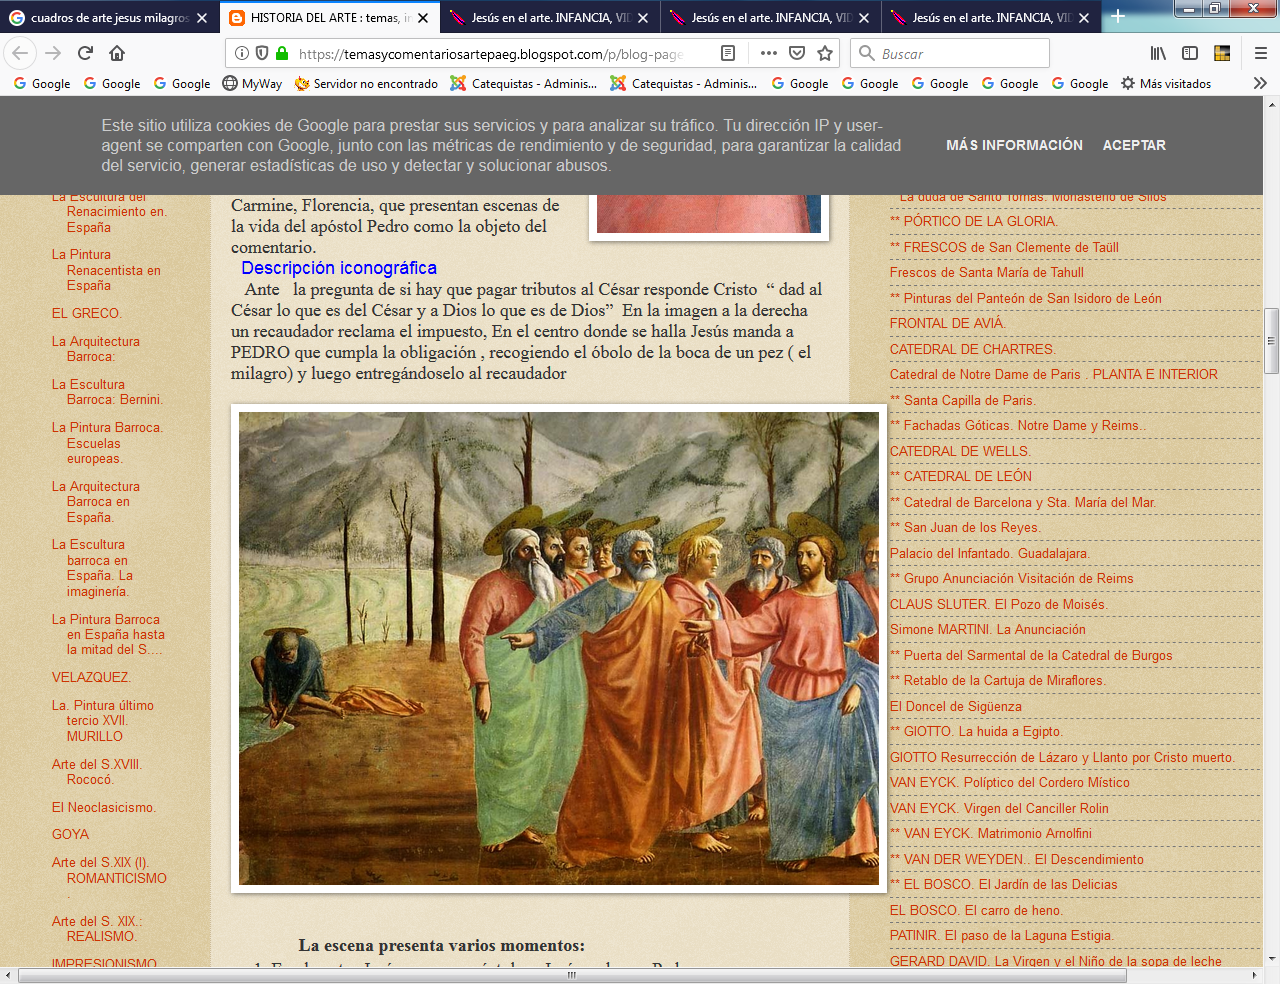 cuadros de arte jesus milagros
HISTORIA DEL ARTE : temas, i
Jesús en el arte. INFANCIA, VID
Jesús en el arte. INFANCIA, VID
Jesús en el arte. INFANCIA, VID
https://temasycomentariosartepaeg.blogspot.com/p/blog-page
Buscar
Google
Google
Google
MyWay
Servidor no encontrado
Catequistas - Adminis...
Catequistas - Adminis...
Google
Google
Google
Google
Google
Más visitados
Este sitio utiliza cookies de Google para prestar sus servicios y para analizar su tráfico. Tu dirección IP y user-
agent se comparten con Google, junto con las métricas de rendimiento y de seguridad, para garantizar la calidad
del servicio, generar estadísticas de uso y detectar y solucionar abusos.
MÁS INFORMACIÓN
ACEPTAR
La Escultura del
Renacimiento en.
España
La Pintura
Renacentista en
España
EL GRECO.
La Arquitectura
Barroca:
La Escultura
Barroca: Bernini.
La Pintura Barroca.
Escuelas
europeas.
La Arquitectura
Barroca en
España.
La Escultura
barroca en
España. La
imaginería.
La Pintura Barroca
en España hasta
la mitad del S....
VELAZQUEZ.
La. Pintura último
tercio XVII.
MURILLO
Arte del S.XVIII.
Rococó.
El Neoclasicismo.
GOYA
Arte del S.XIX (I).
ROMANTICISMO
.
Arte del S. XIX.:
REALISMO.
IMPRESIONISMO
Carmine, Florencia, que presentan escenas de
la vida del apóstol Pedro como la objeto del
comentario.
Descripción iconográfica
Ante   la pregunta de si hay que pagar tributos al César responde Cristo  “ dad al
César lo que es del César y a Dios lo que es de Dios”  En la imagen a la derecha
un recaudador reclama el impuesto, En el centro donde se halla Jesús manda a
PEDRO que cumpla la obligación , recogiendo el óbolo de la boca de un pez ( el
milagro) y luego entregándoselo al recaudador
La escena presenta varios momentos:
La duda de Santo Tomás. Monasterio de Silos
** PÓRTICO DE LA GLORIA.
** FRESCOS de San Clemente de Taüll
Frescos de Santa María de Tahull
** Pinturas del Panteón de San Isidoro de León
FRONTAL DE AVIÁ.
CATEDRAL DE CHARTRES.
Catedral de Notre Dame de Paris . PLANTA E INTERIOR
** Santa Capilla de Paris.
** Fachadas Góticas. Notre Dame y Reims..
CATEDRAL DE WELLS.
** CATEDRAL DE LEÓN
** Catedral de Barcelona y Sta. María del Mar.
** San Juan de los Reyes.
Palacio del Infantado. Guadalajara.
** Grupo Anunciación Visitación de Reims
CLAUS SLUTER. El Pozo de Moisés.
Simone MARTINI. La Anunciación
** Puerta del Sarmental de la Catedral de Burgos
** Retablo de la Cartuja de Miraflores.
El Doncel de Sigüenza
** GIOTTO. La huida a Egipto.
GIOTTO Resurrección de Lázaro y Llanto por Cristo muerto.
VAN EYCK. Políptico del Cordero Místico
VAN EYCK. Virgen del Canciller Rolin
** VAN EYCK. Matrimonio Arnolfini
** VAN DER WEYDEN.. El Descendimiento
** EL BOSCO. El Jardín de las Delicias
EL BOSCO. El carro de heno.
PATINIR. El paso de la Laguna Estigia.
GERARD DAVID. La Virgen y el Niño de la sopa de leche